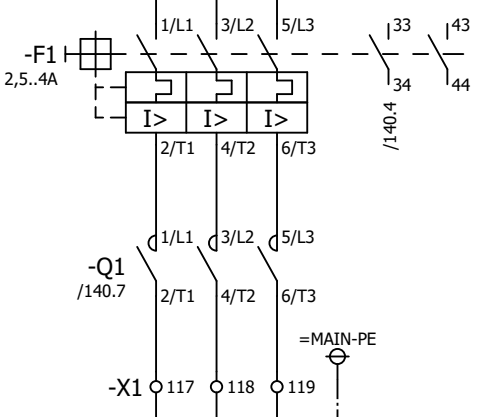 1/L1 3/L2 5/L3 33 43
-F1
2,5..4A
34 44
/140.4
I> I> I>
2/T1 4/T2 6/T3
1/L1 3/L2 5/L3
-Q1
/140.7
2/T1 4/T2 6/T3
=MAIN-PE
-X1 117 118 119